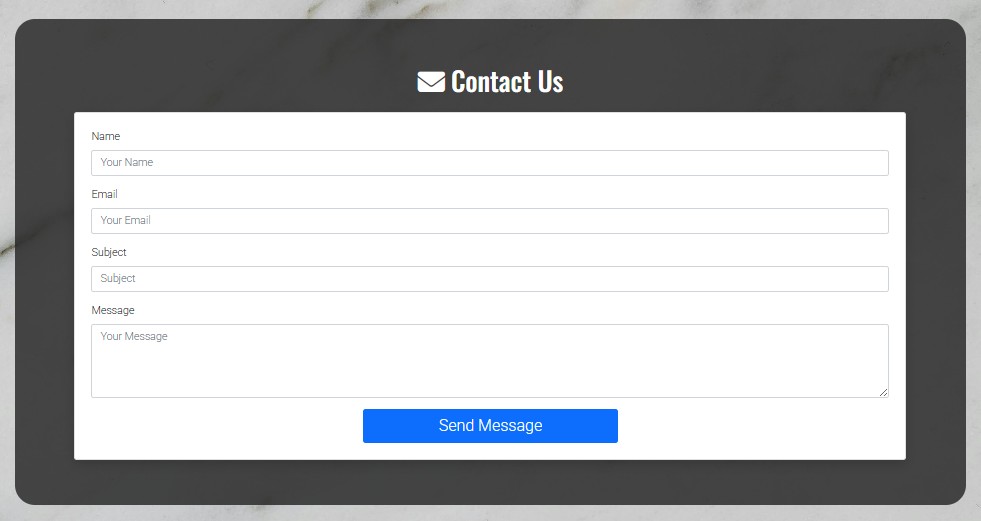 Contact Us
Name
Your Name
Email
Your Email
Subject
Subject
Message
Your Message
Send Message